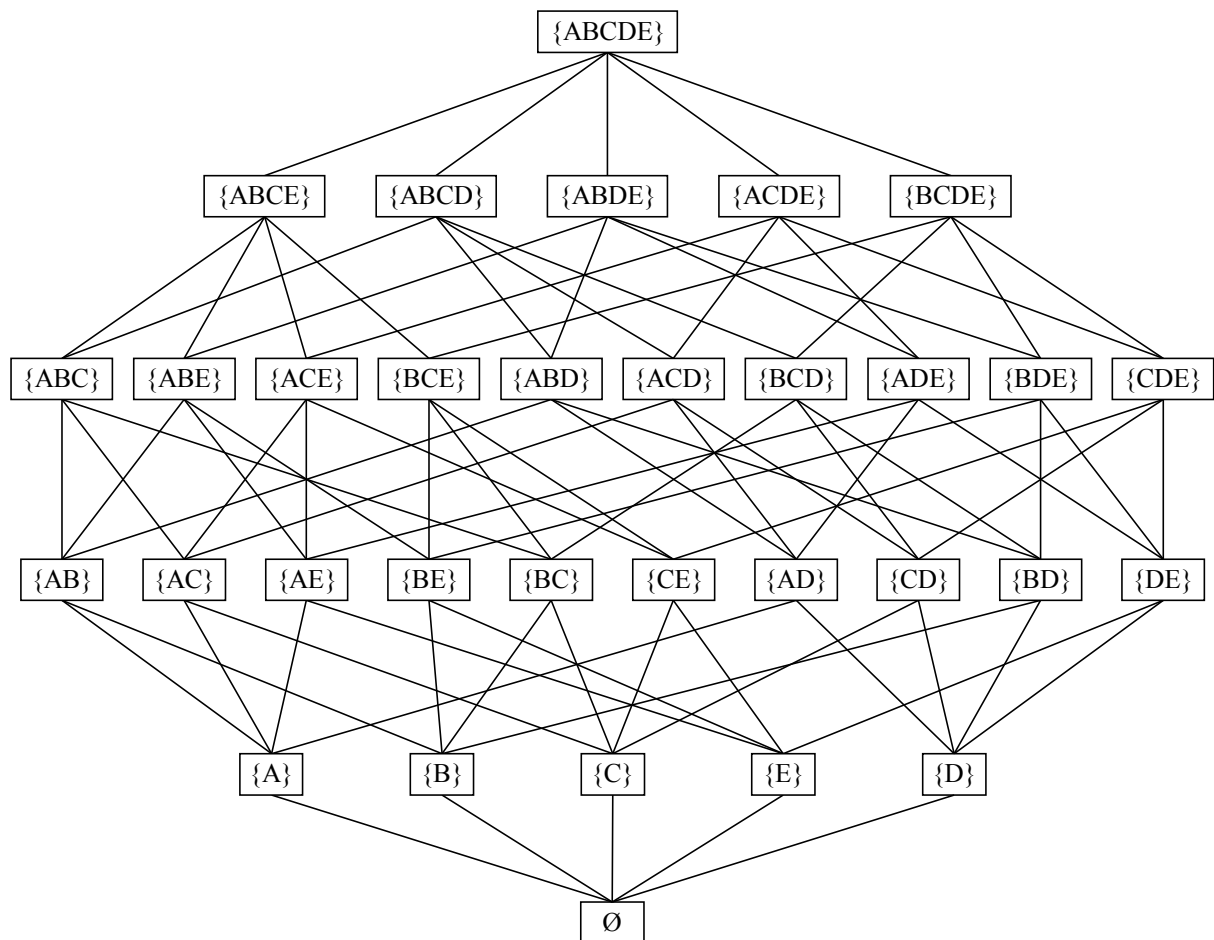 {ABCDE}
{ABCE} {ABCD} {ABDE} {ACDE} {BCDE}
{ABC} {ABE} {ACE} {BCE} {ABD} {ACD} {BCD} {ADE} {BDE} {CDE}
{AB} {AC} {AE} {BE} {BC} {CE} {AD} {CD} {BD} {DE}
{A} {B} {C} {E} {D}
Ø